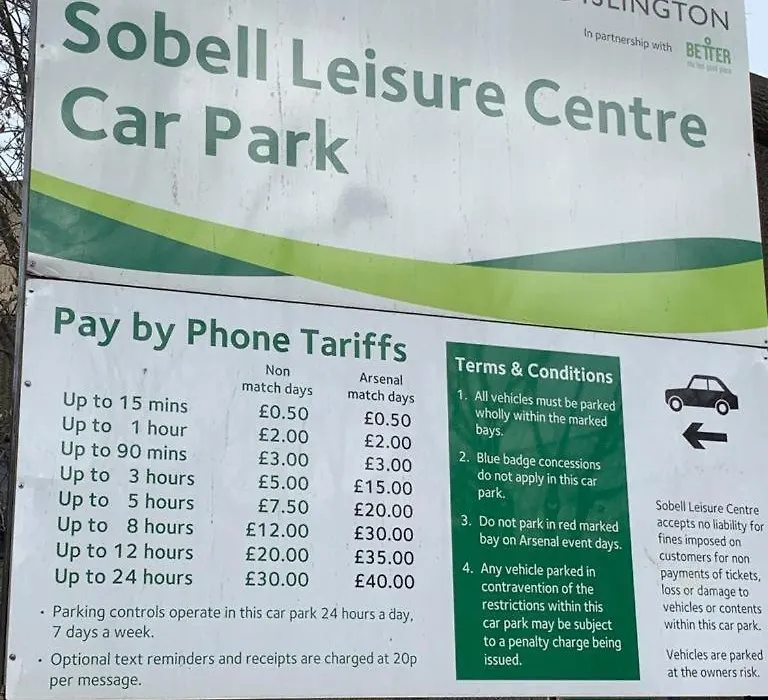 ISLINGTON
In partnership with BETTER
Sobell Leisure Centre
Car Park
Pay by Phone Tariffs
Non match days
Arsenal match days
Up to 15 mins £0.50 £0.50
Up to 1 hour £2.00 £2.00
Up to 90 mins £3.00 £3.00
Up to 3 hours £5.00 £15.00
Up to 5 hours £7.50 £20.00
Up to 8 hours £12.00 £30.00
Up to 12 hours £20.00 £35.00
Up to 24 hours £30.00 £40.00
• Parking controls operate in this car park 24 hours a day,
7 days a week.
• Optional text reminders and receipts are charged at 20p
per message.
Terms & Conditions
1. All vehicles must be parked
wholly within the marked
bays.
2. Blue badge concessions
do not apply in this car
park.
3. Do not park in red marked
bay on Arsenal event days.
4. Any vehicle parked in
contravention of the
restrictions within this
car park may be subject
to a penalty charge being
issued.
Sobell Leisure Centre
accepts no liability for
fines imposed on
customers for non
payments of tickets,
loss or damage to
vehicles or contents
within this car park.
Vehicles are parked
at the owners risk.